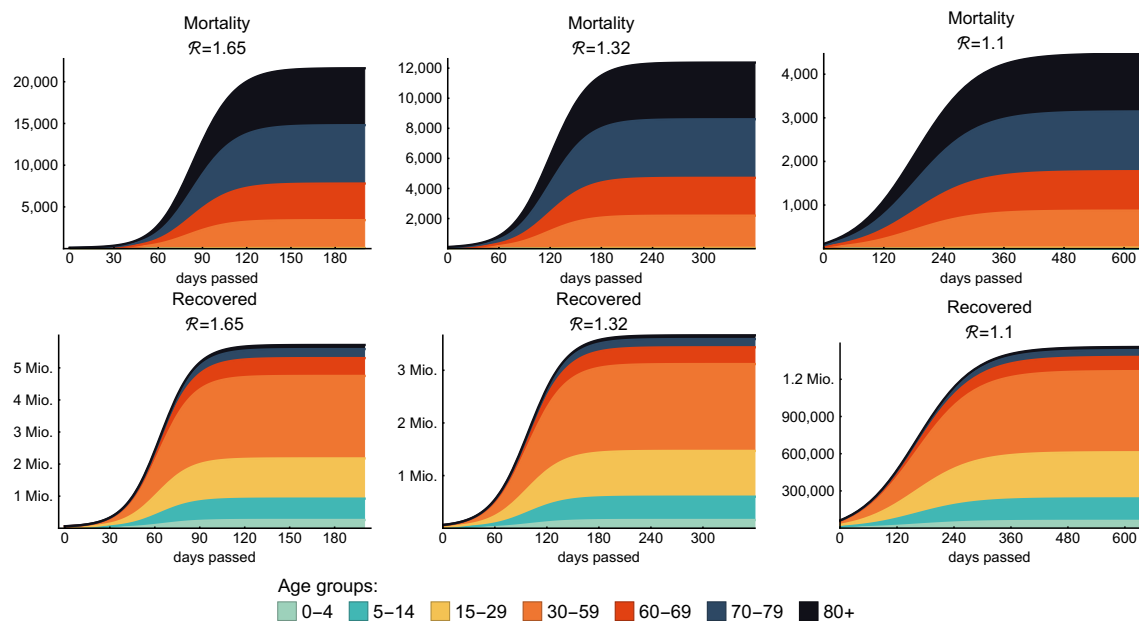 Mortality
ℛ=1.65
20,000
15,000
10,000
5,000
0 30 60 90 120 150 180
days passed
Mortality
ℛ=1.32
12,000
10,000
8,000
6,000
4,000
2,000
0 60 120 180 240 300
days passed
Mortality
ℛ=1.1
4,000
3,000
2,000
1,000
0 120 240 360 480 600
days passed
Recovered
ℛ=1.65
5 Mio.
4 Mio.
3 Mio.
2 Mio.
1 Mio.
0 30 60 90 120 150 180
days passed
Recovered
ℛ=1.32
3 Mio.
2 Mio.
1 Mio.
0 60 120 180 240 300
days passed
Recovered
ℛ=1.1
1.2 Mio.
900,000
600,000
300,000
0 120 240 360 480 600
days passed
Age groups:
0−4 5−14 15−29 30−59 60−69 70−79 80+